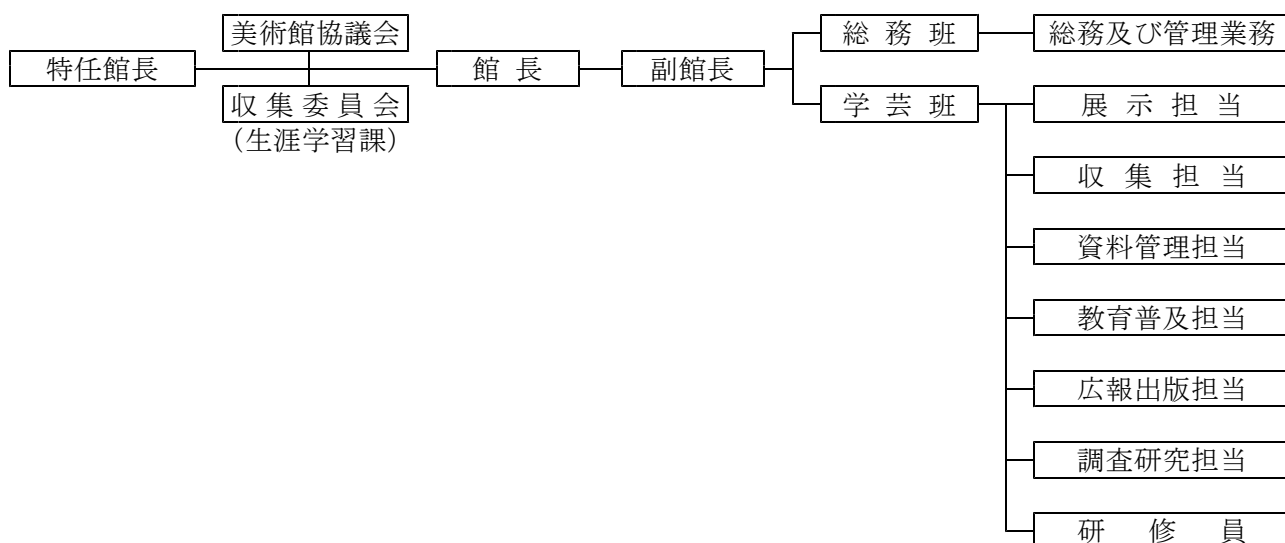 美術館協議会
特任館長
収集委員会
（生涯学習課）
館長
副館長
総務班
総務及び管理業務
学芸班
展示担当
収集担当
資料管理担当
教育普及担当
広報出版担当
調査研究担当
研修員